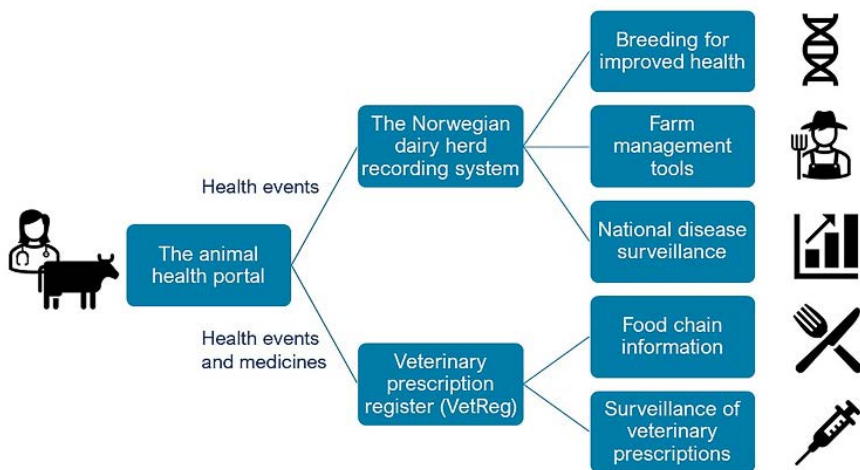 Breeding for
improved health
The Norwegian
dairy herd
recording system
Farm
management
tools
Health events
National disease
surveillance
The animal
health portal
Food chain
information
Health events
and medicines
Veterinary
prescription
register (VetReg)
Surveillance of
veterinary
prescriptions